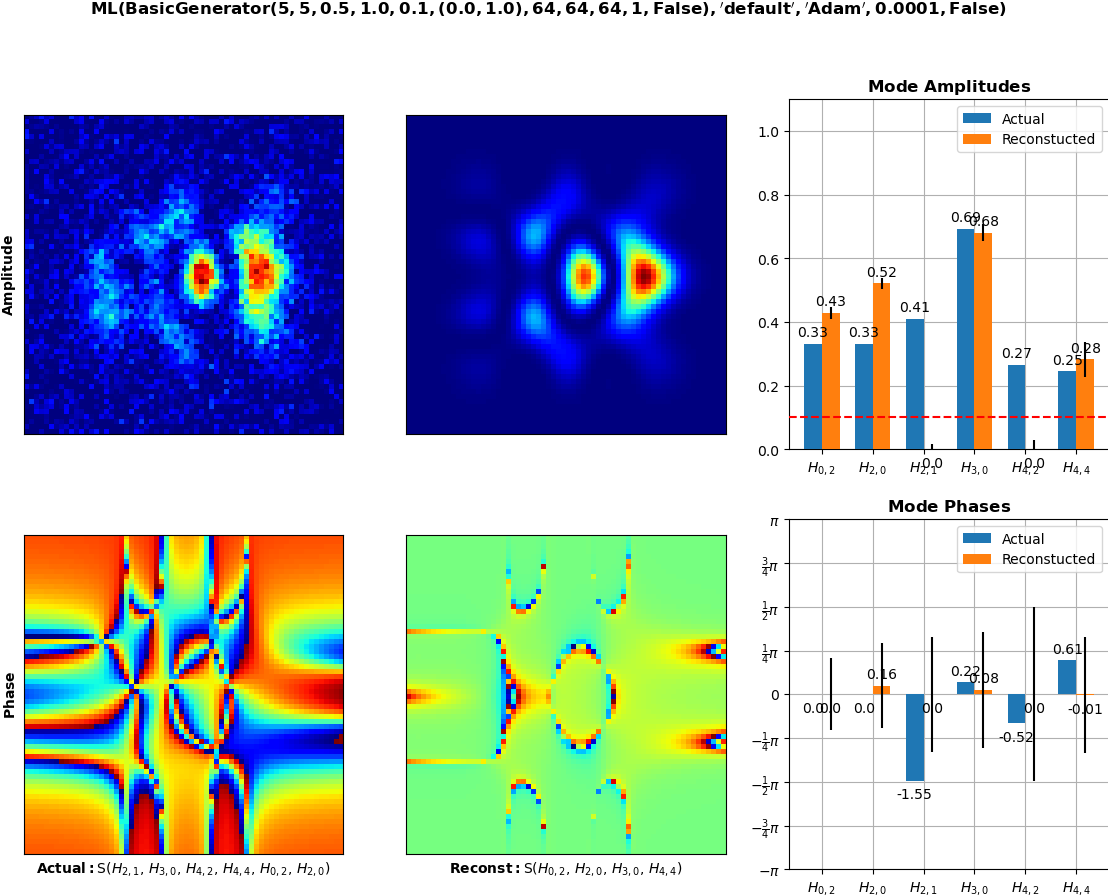 ML(BasicGenerator(5, 5, 0.5, 1.0, 0.1, (0.0, 1.0), 64, 64, 64, 1, False), 'default', 'Adam', 0.0001, False)
Amplitude
Mode Amplitudes
Actual
Reconstucted
1.0
0.8
0.6
0.4
0.2
0.0
0.33
0.43
0.33
0.52
0.41
0.0
0.69
0.68
0.27
0.0
0.25
0.28
H0,2
H2,0
H2,1
H3,0
H4,2
H4,4
Phase
Actual: S(H2,1, H3,0, H4,2, H4,4, H0,2, H2,0)
Reconst: S(H0,2, H2,0, H3,0, H4,4)
Mode Phases
Actual
Reconstucted
π
3/4π
1/2π
1/4π
0
−1/4π
−1/2π
−3/4π
−π
0.0
0.0
0.0
0.16
-1.55
0.0
0.22
0.08
-0.52
0.0
0.61
-0.01
H0,2
H2,0
H2,1
H3,0
H4,2
H4,4